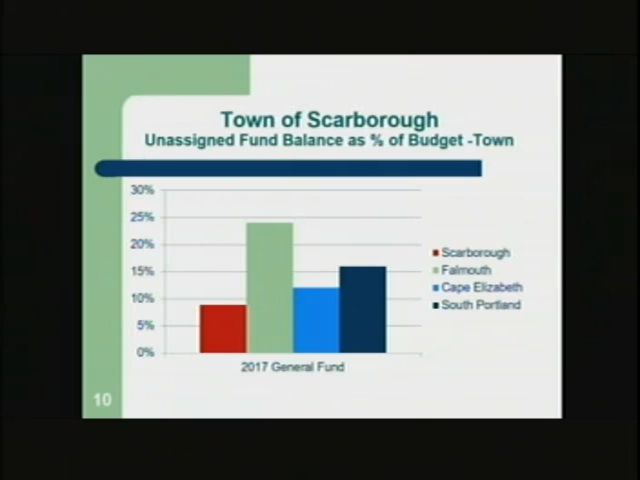 Town of Scarborough
Unassigned Fund Balance as % of Budget -Town
30%
25%
20%
15%
10%
5%
0%
2017 General Fund
Scarborough
Falmouth
Cape Elizabeth
South Portland
10